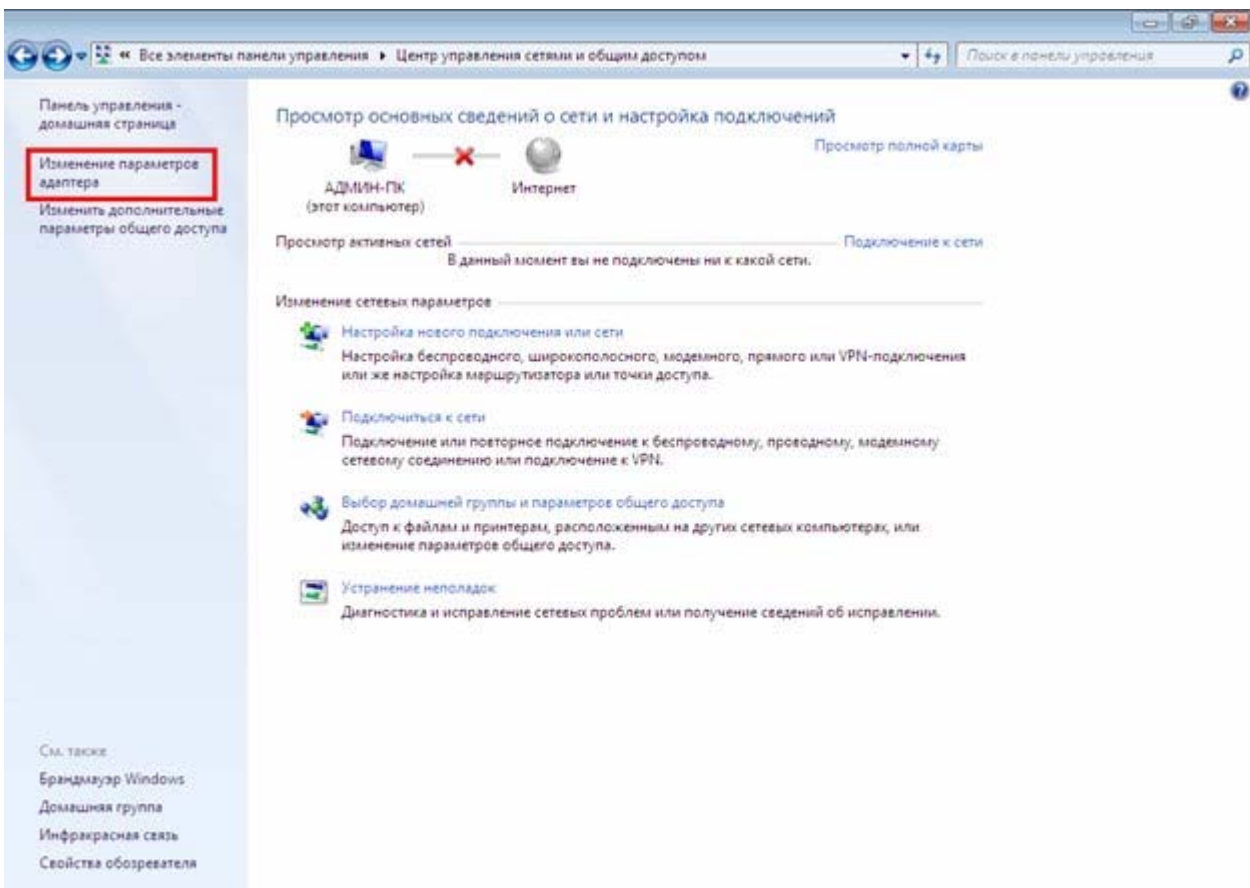 « Все элементы панели управления ▸ Центр управления сетями и общим доступом
Поиск в панели управления
Панель управления -
домашняя страница
Изменение параметров
адаптера
Изменить дополнительные
параметры общего доступа
Просмотр основных сведений о сети и настройка подключений
Просмотр полной карты
АДМИН-ПК
(этот компьютер)
Интернет
Просмотр активных сетей
Подключение к сети
В данный момент вы не подключены ни к какой сети.
Изменение сетевых параметров
Настройка нового подключения или сети
Настройка беспроводного, широкополосного, модемного, прямого или VPN-подключения
или же настройка маршрутизатора или точки доступа.
Подключиться к сети
Подключение или повторное подключение к беспроводному, проводному, модемному
сетевому соединению или подключение к VPN.
Выбор домашней группы и параметров общего доступа
Доступ к файлам и принтерам, расположенным на других сетевых компьютерах, или
изменение параметров общего доступа.
Устранение неполадок
Диагностика и исправление сетевых проблем или получение сведений об исправлении.
См. также
Брандмауэр Windows
Домашняя группа
Инфракрасная связь
Свойства обозревателя